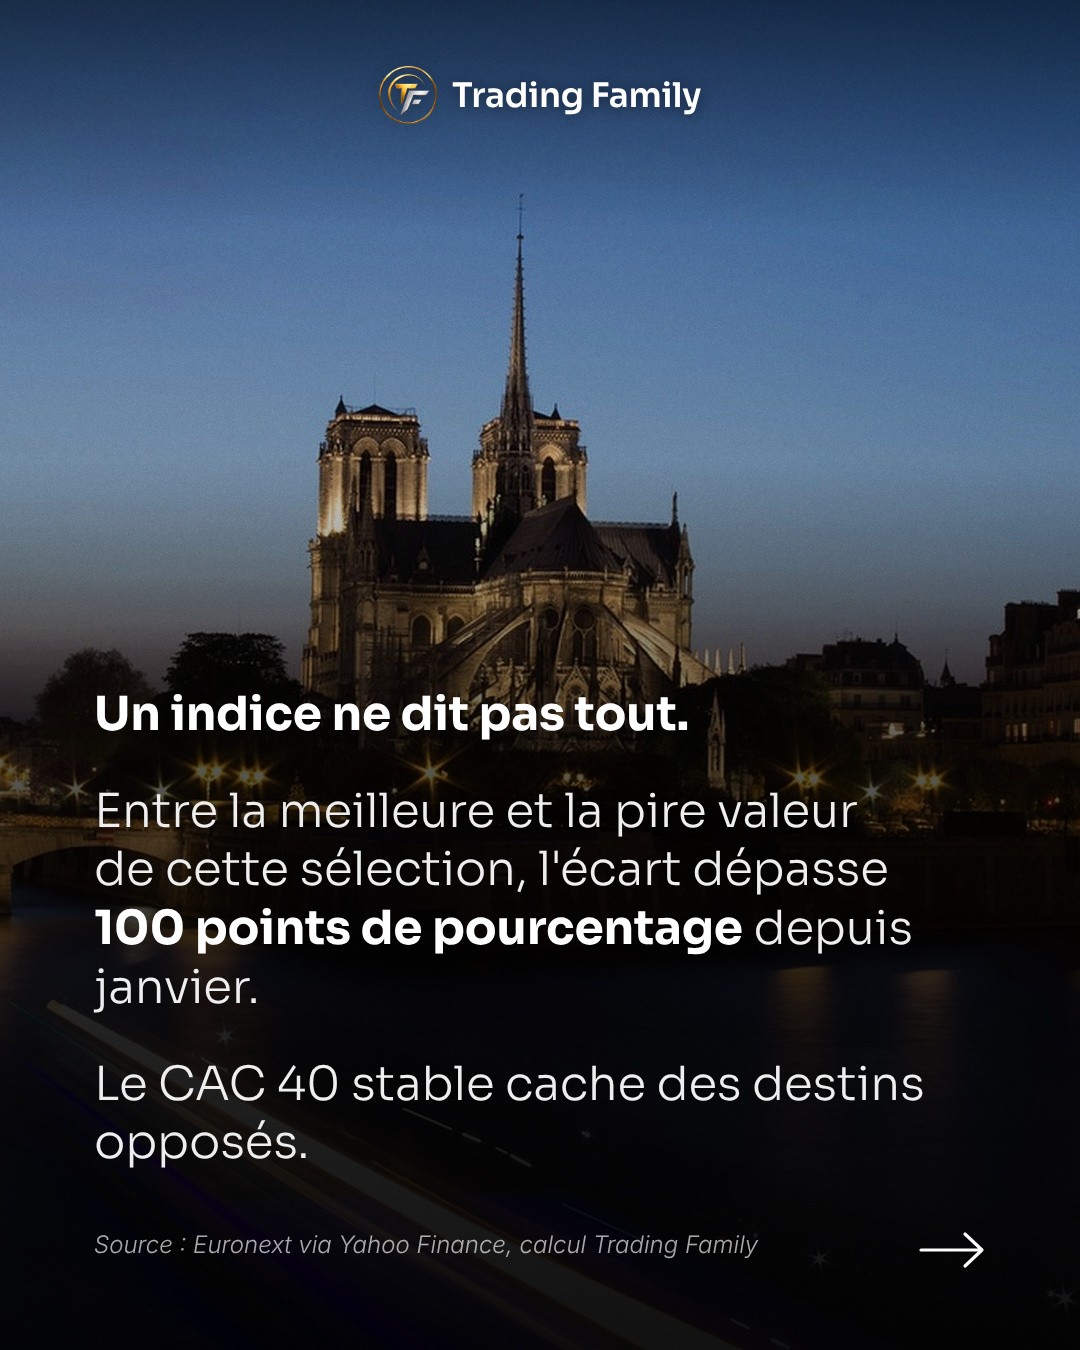 Trading Family
Un indice ne dit pas tout.
Entre la meilleure et la pire valeur
de cette sélection, l'écart dépasse
100 points de pourcentage depuis
janvier.
Le CAC 40 stable cache des destins
opposés.
Source : Euronext via Yahoo Finance, calcul Trading Family